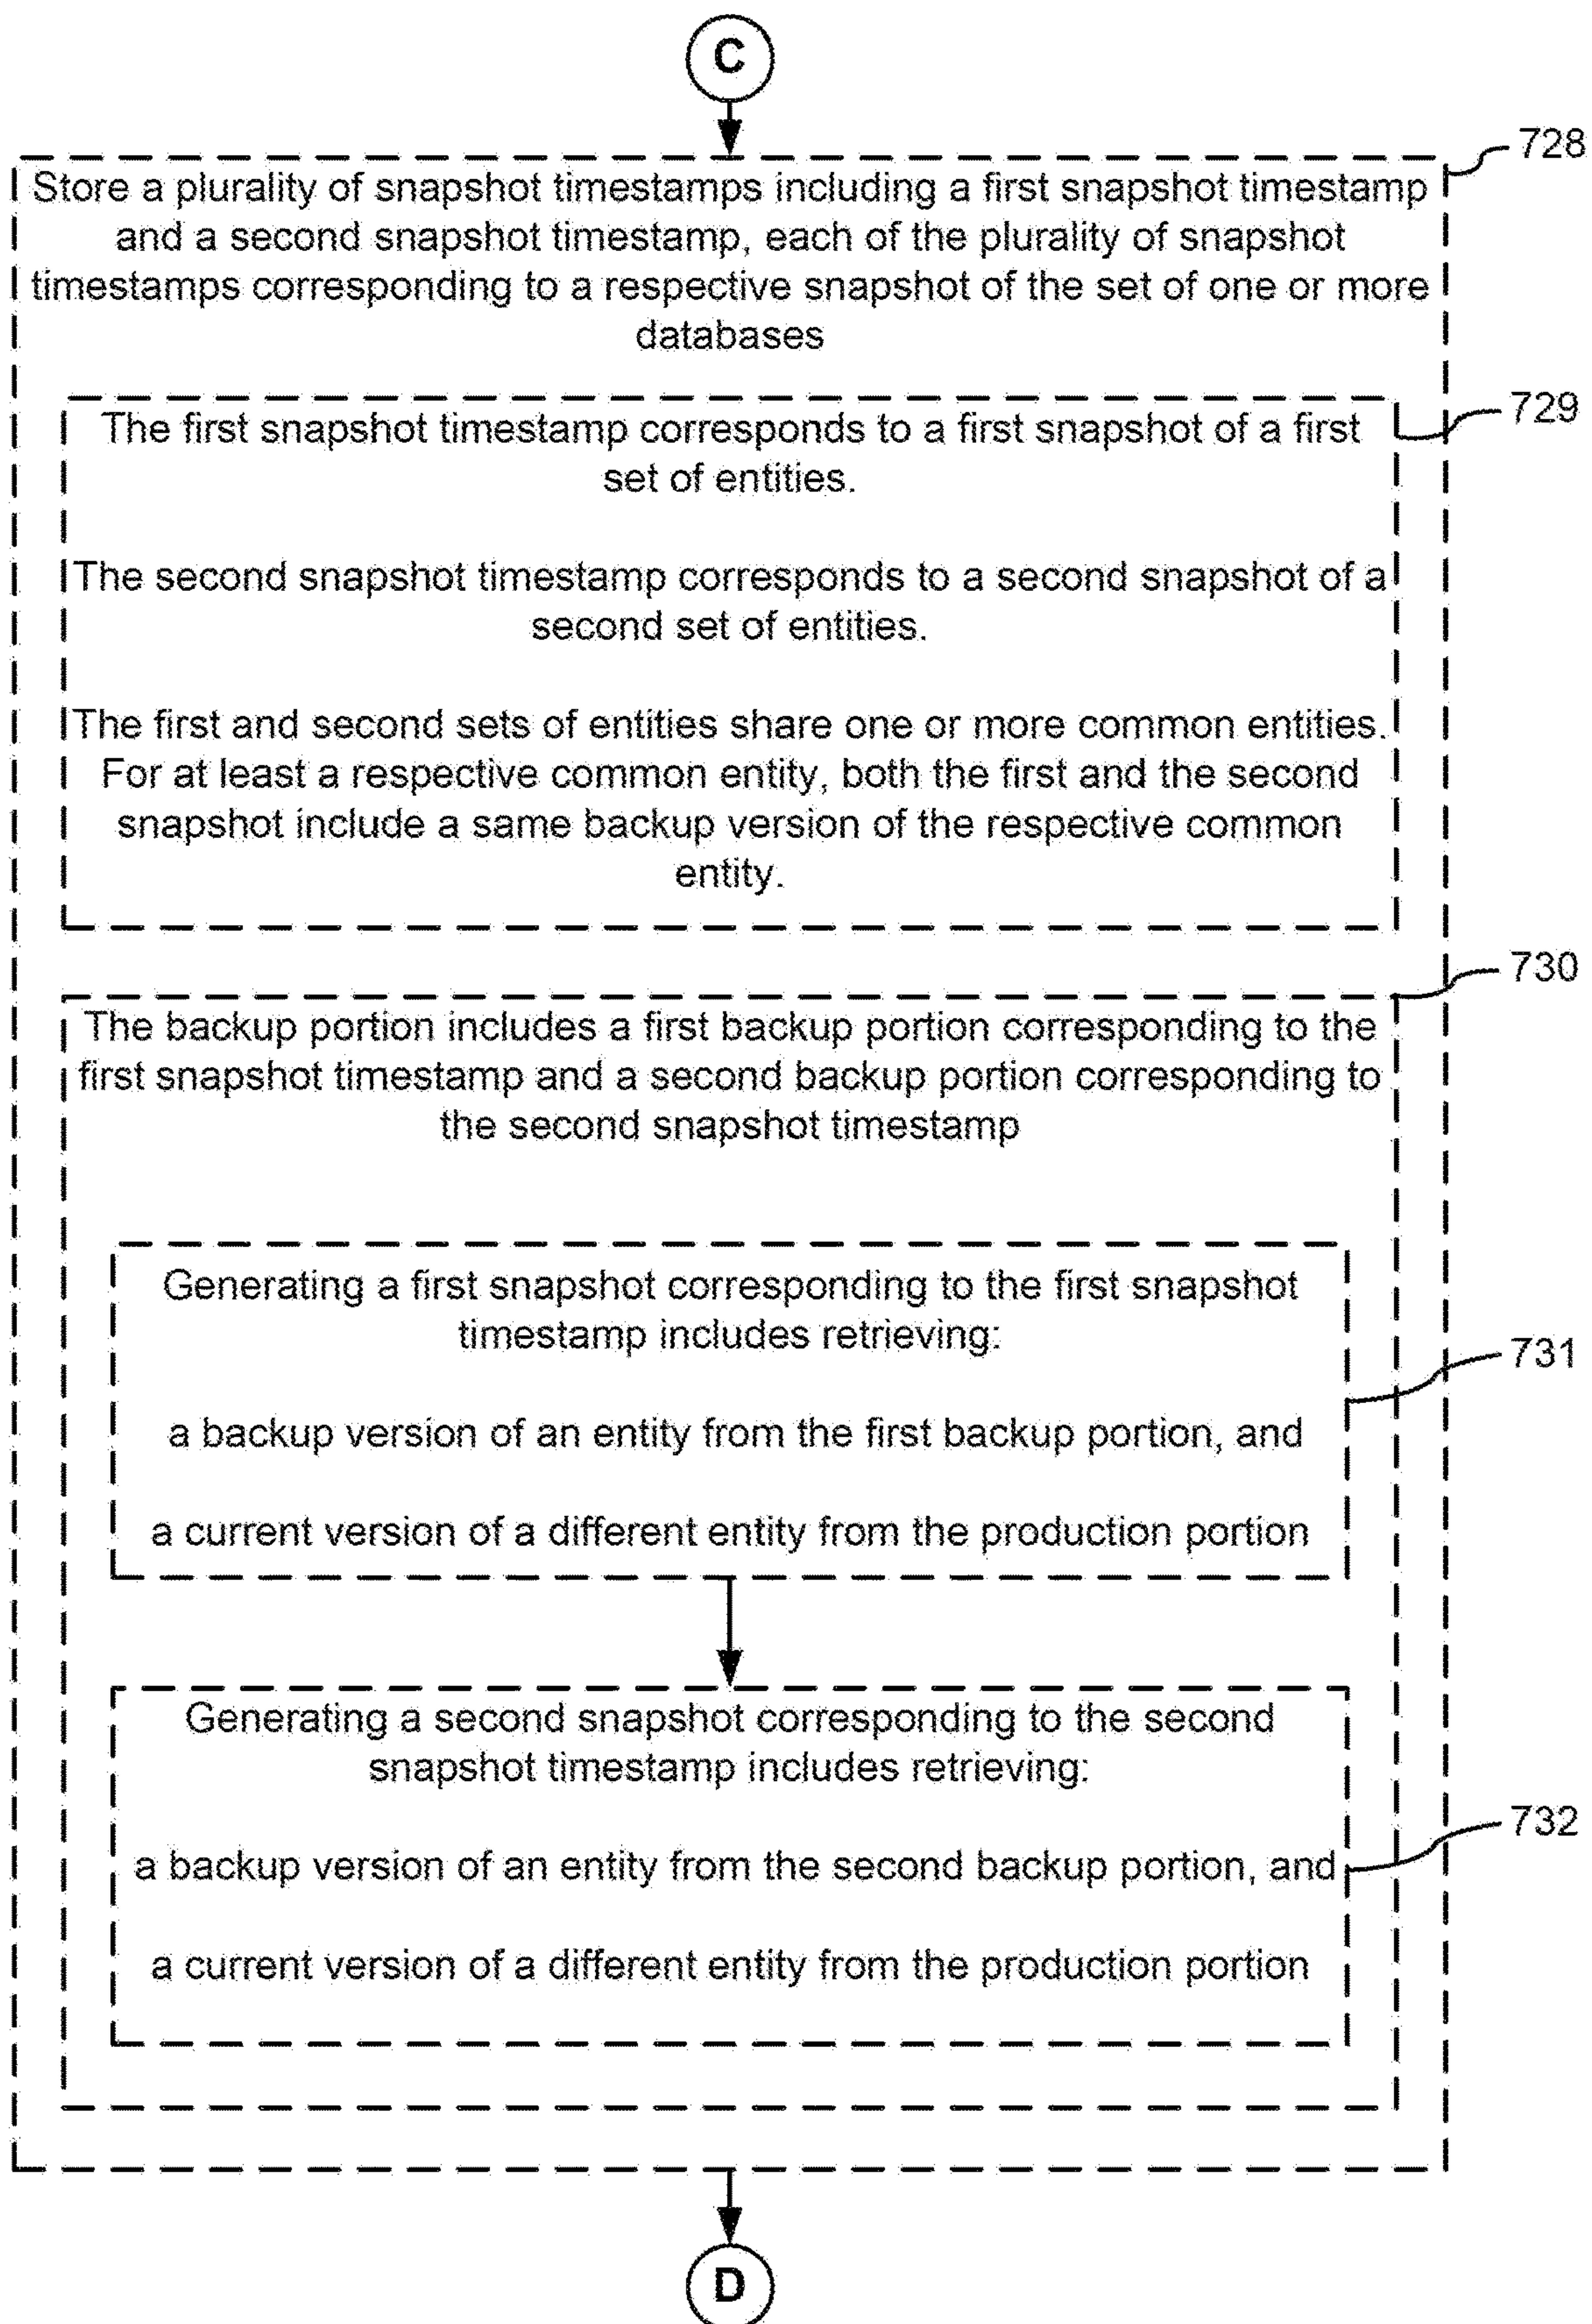 C
728
Store a plurality of snapshot timestamps including a first snapshot timestamp
and a second snapshot timestamp, each of the plurality of snapshot
timestamps corresponding to a respective snapshot of the set of one or more
databases
729
The first snapshot timestamp corresponds to a first snapshot of a first
set of entities.
The second snapshot timestamp corresponds to a second snapshot of a
second set of entities.
The first and second sets of entities share one or more common entities.
For at least a respective common entity, both the first and the second
snapshot include a same backup version of the respective common
entity.
730
The backup portion includes a first backup portion corresponding to the
first snapshot timestamp and a second backup portion corresponding to
the second snapshot timestamp
Generating a first snapshot corresponding to the first snapshot
timestamp includes retrieving:
731
a backup version of an entity from the first backup portion, and
a current version of a different entity from the production portion
Generating a second snapshot corresponding to the second
snapshot timestamp includes retrieving:
732
a backup version of an entity from the second backup portion, and
a current version of a different entity from the production portion
D